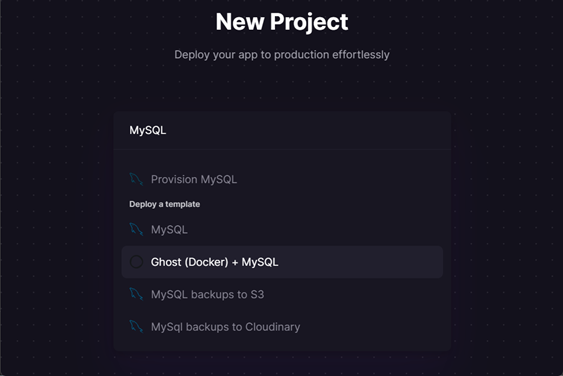 New Project
Deploy your app to production effortlessly
MySQL
Provision MySQL
Deploy a template
MySQL
Ghost (Docker) + MySQL
MySQL backups to S3
MySql backups to Cloudinary